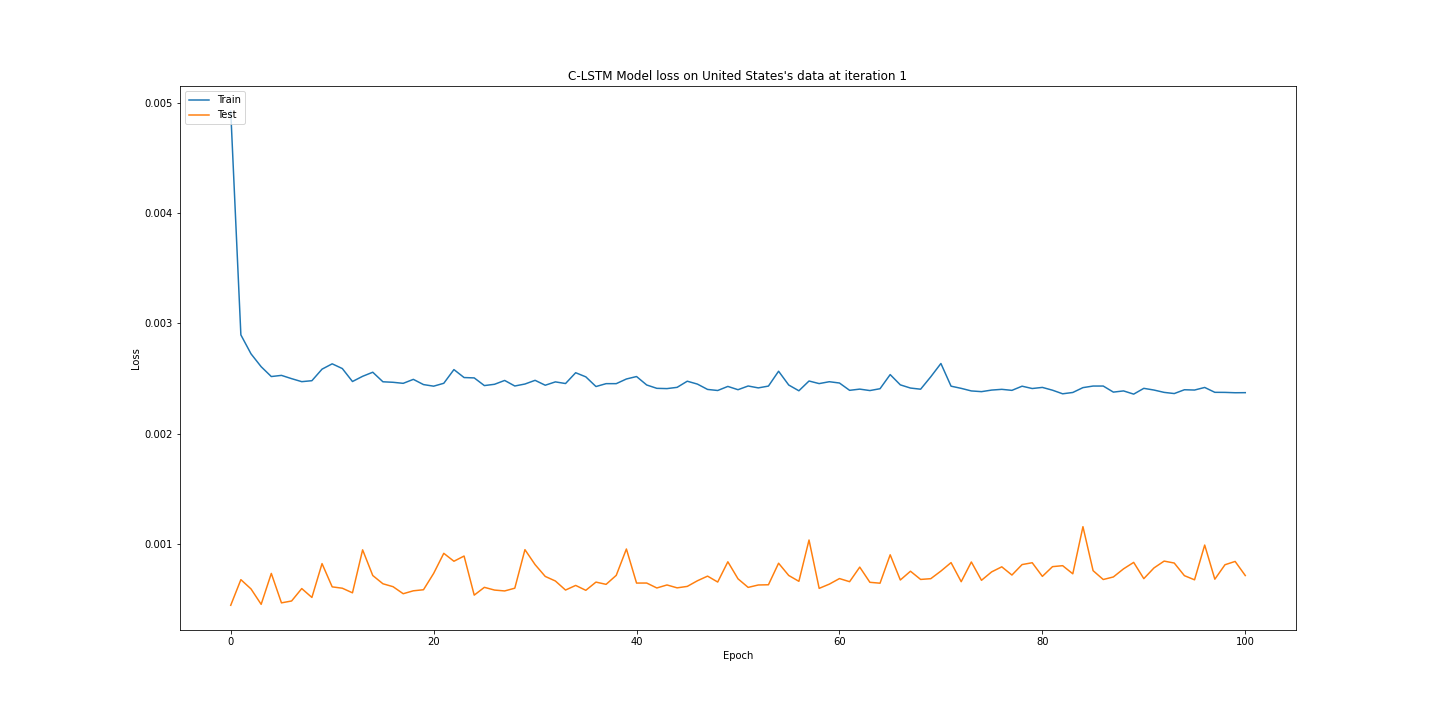 C-LSTM Model loss on United States's data at iteration 1
Train
Test
0.005
0.004
0.003
0.002
0.001
Loss
0 20 40 60 80 100
Epoch